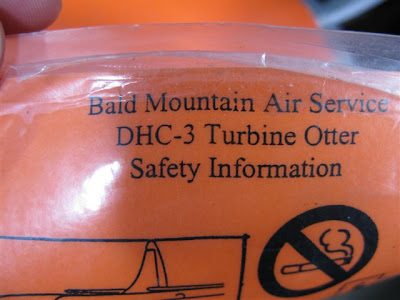 Bald Mountain Air Service
DHC-3 Turbine Otter
Safety Information